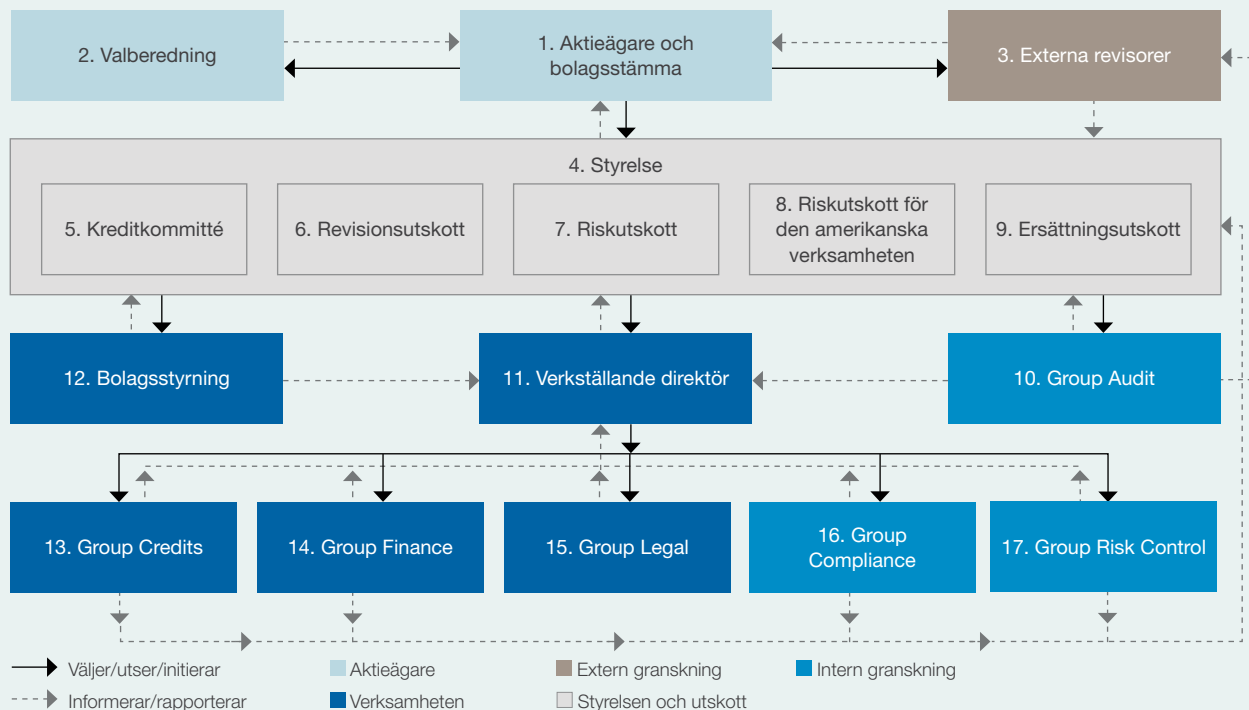 2. Valberedning
1. Aktieägare och
bolagsstämma
3. Externa revisorer
4. Styrelse
5. Kreditkommitté
6. Revisionsutskott
7. Riskutskott
8. Riskutskott för
den amerikanska
verksamheten
9. Ersättningsutskott
12. Bolagsstyrning
11. Verkställande direktör
10. Group Audit
13. Group Credits
14. Group Finance
15. Group Legal
16. Group
Compliance
17. Group Risk Control
Väljer/utser/initierar
Aktieägare
Extern granskning
Intern granskning
Informerar/rapporterar
Verksamheten
Styrelsen och utskott